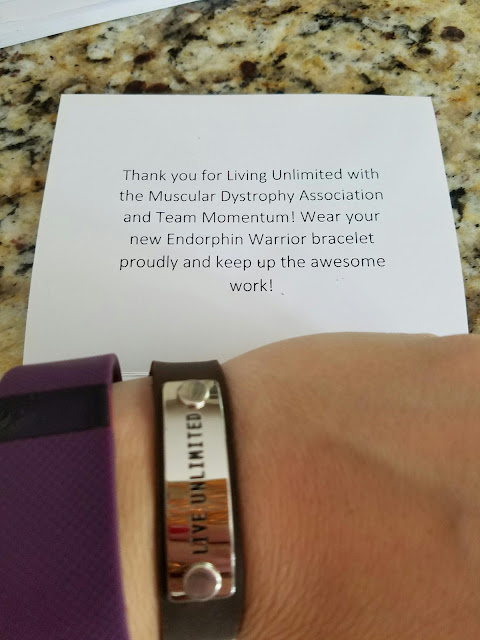 Thank you for Living Unlimited with
the Muscular Dystrophy Association
and Team Momentum! Wear your
new Endorphin Warrior bracelet
proudly and keep up the awesome
work!
LIVE UNLIMITED